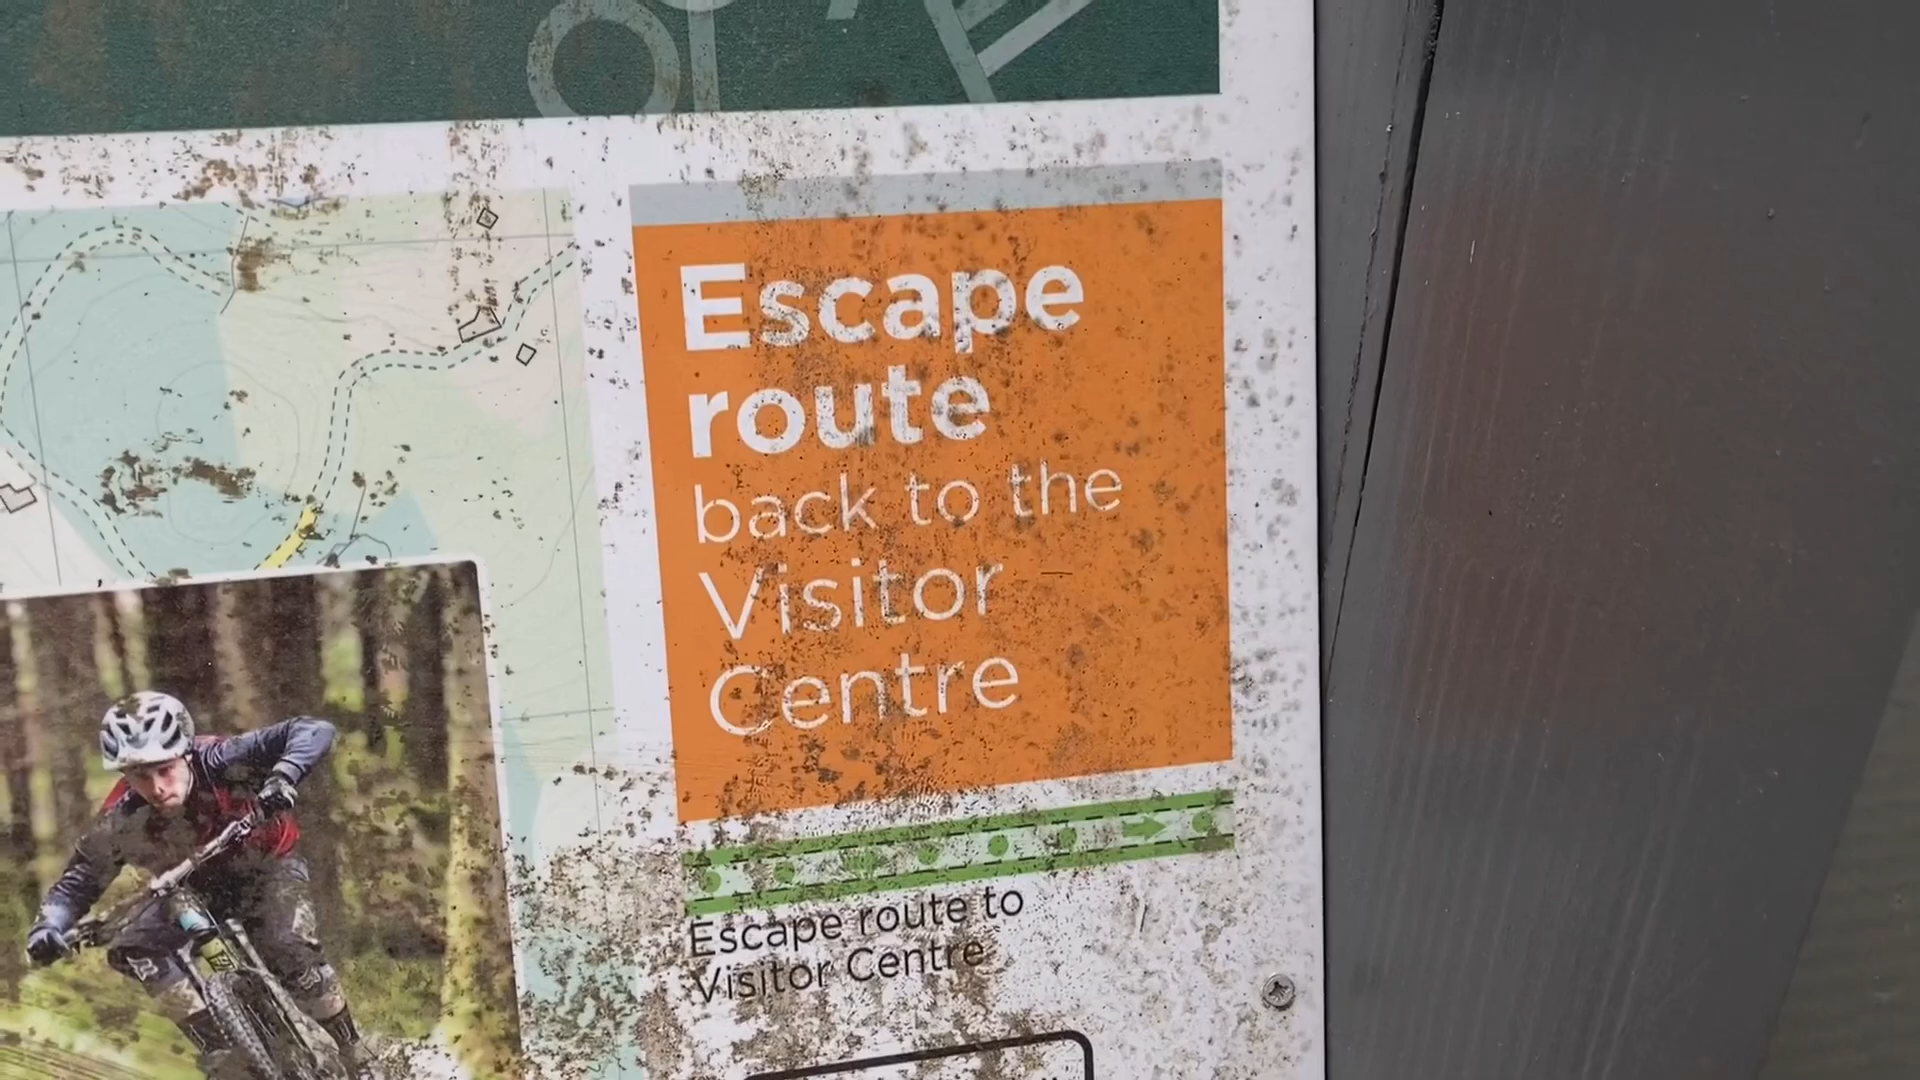 Escape
route
back to the
Visitor
Centre
Escape route to
Visitor Centre